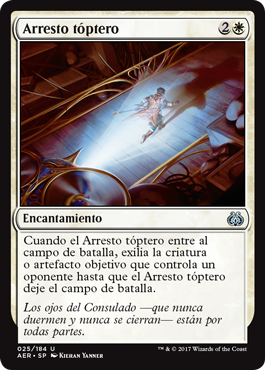 Arresto tóptero 2
Encantamiento
Cuando el Arresto tóptero entre al
campo de batalla, exilia la criatura
o artefacto objetivo que controla un
oponente hasta que el Arresto tóptero
deje el campo de batalla.
Los ojos del Consulado —que nunca
duermen y nunca se cierran— están por
todas partes.
025/184 U
AER • SP Kieran Yanner
™ & © 2017 Wizards of the Coast